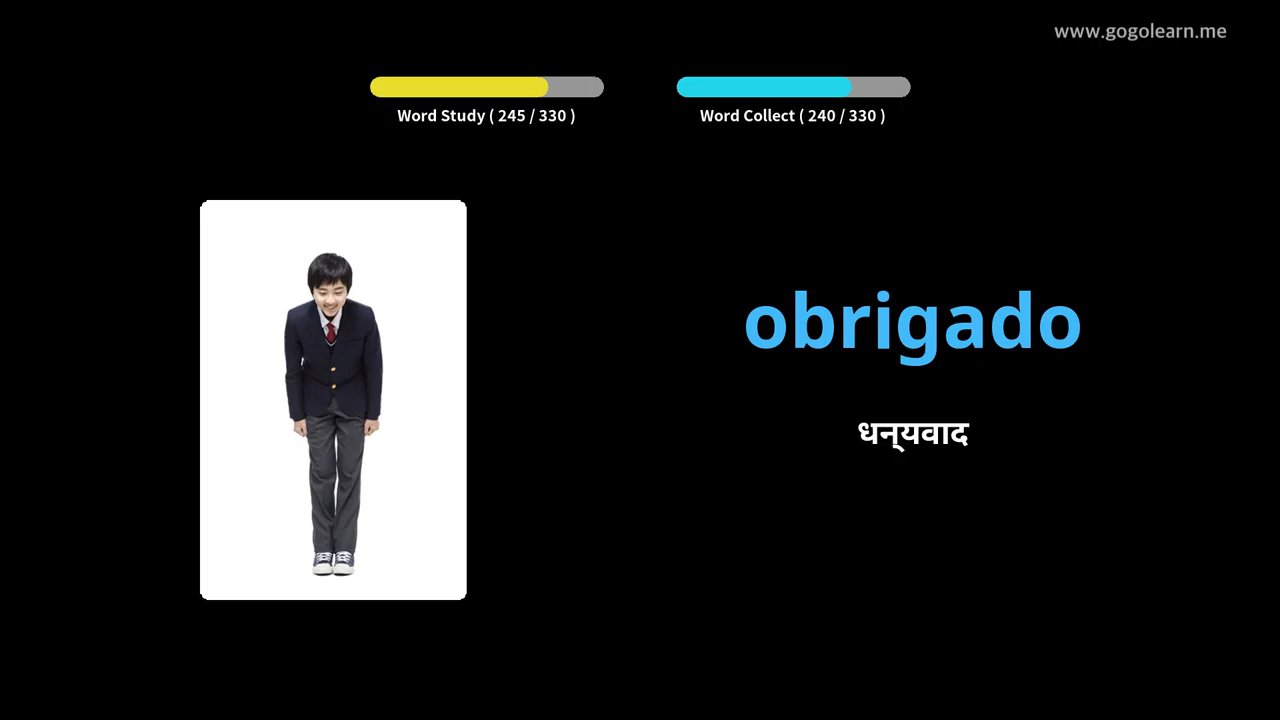 www.gogolearn.me
Word Study ( 245 / 330 )
Word Collect ( 240 / 330 )
obrigado
धन्यवाद